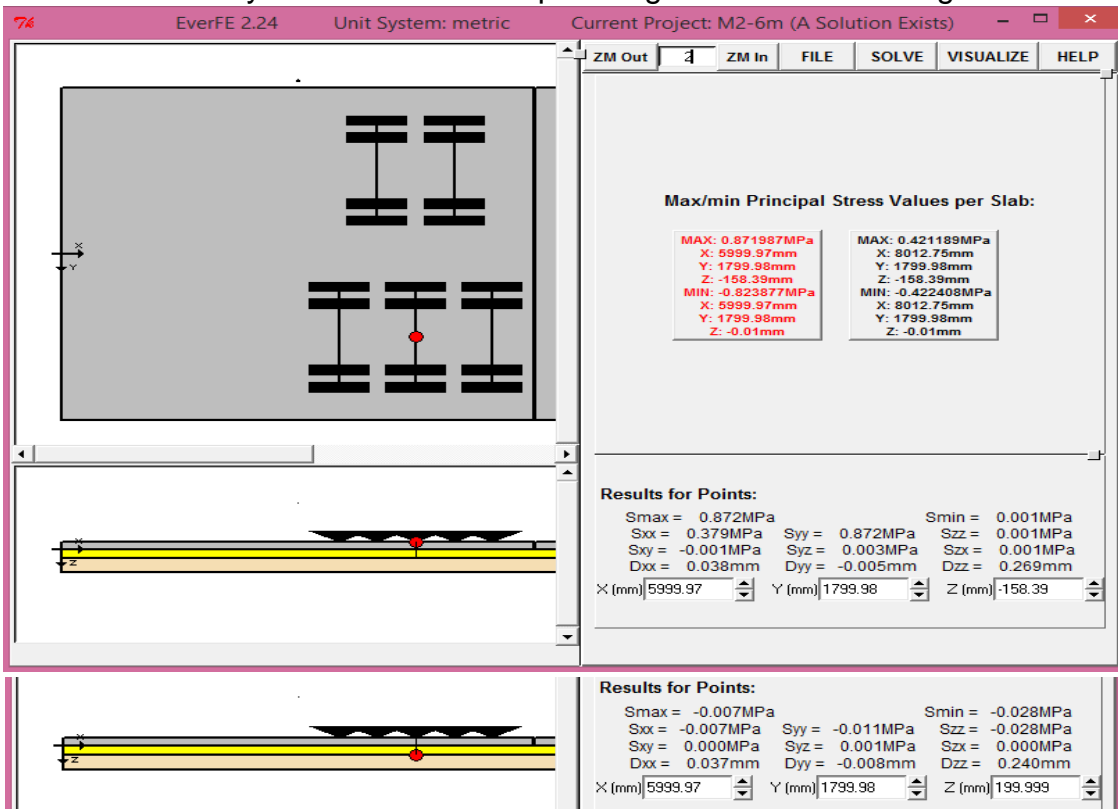 7k EverFE 2.24 Unit System: metric Current Project: M2-6m (A Solution Exists)
ZM Out 2 ZM In FILE SOLVE VISUALIZE HELP
X
Y
Max/min Principal Stress Values per Slab:
MAX: 0.871987MPa
X: 5999.97mm
Y: 1799.98mm
Z: -158.39mm
MIN: -0.823877MPa
X: 5999.97mm
Y: 1799.98mm
Z: -0.01mm
MAX: 0.421189MPa
X: 8012.75mm
Y: 1799.98mm
Z: -158.39mm
MIN: -0.422408MPa
X: 8012.75mm
Y: 1799.98mm
Z: -0.01mm
X
Z
Results for Points:
Smax = 0.872MPa Smin = 0.001MPa
Sxx = 0.379MPa Syy = 0.872MPa Szz = 0.001MPa
Sxy = -0.001MPa Syz = 0.003MPa Szx = 0.001MPa
Dxx = 0.038mm Dyy = -0.005mm Dzz = 0.269mm
X (mm) 5999.97 Y (mm) 1799.98 Z (mm) -158.39
X
Z
Results for Points:
Smax = -0.007MPa Smin = -0.028MPa
Sxx = -0.007MPa Syy = -0.011MPa Szz = -0.028MPa
Sxy = 0.000MPa Syz = 0.001MPa Szx = 0.000MPa
Dxx = 0.037mm Dyy = -0.008mm Dzz = 0.240mm
X (mm) 5999.97 Y (mm) 1799.98 Z (mm) 199.999